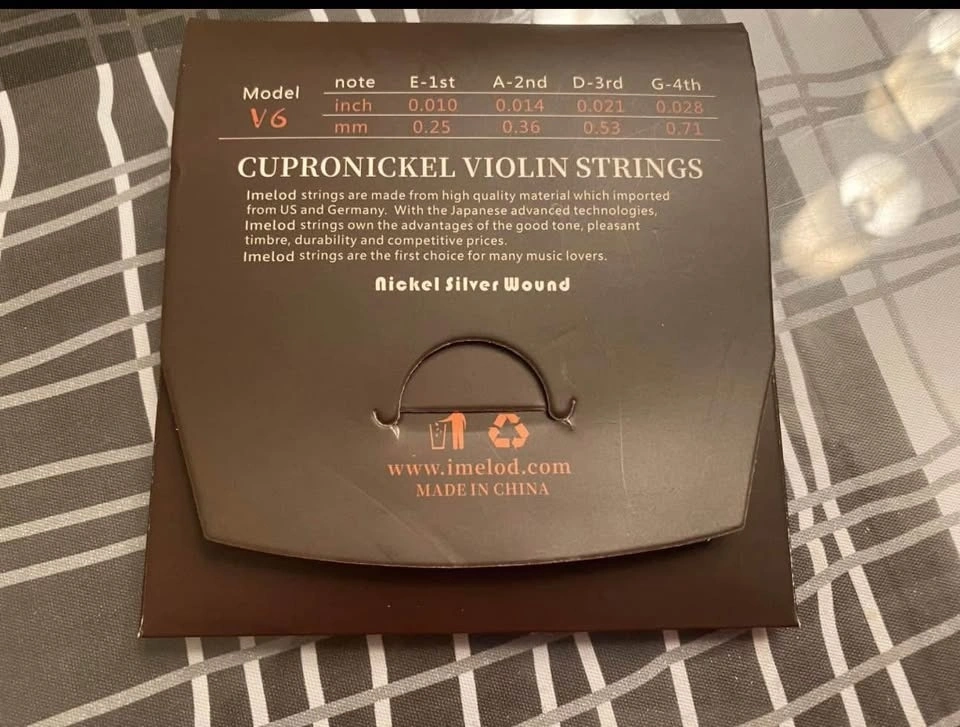 Model note E-1st A-2nd D-3rd G-4th
V6 inch 0.010 0.014 0.021 0.028
mm 0.25 0.36 0.53 0.71
CUPRONICKEL VIOLIN STRINGS
Imelod strings are made from high quality material which imported
from US and Germany. With the Japanese advanced technologies,
Imelod strings own the advantages of the good tone, pleasant
timbre, durability and competitive prices.
Imelod strings are the first choice for many music lovers.
Nickel Silver Wound
www.imelod.com
MADE IN CHINA